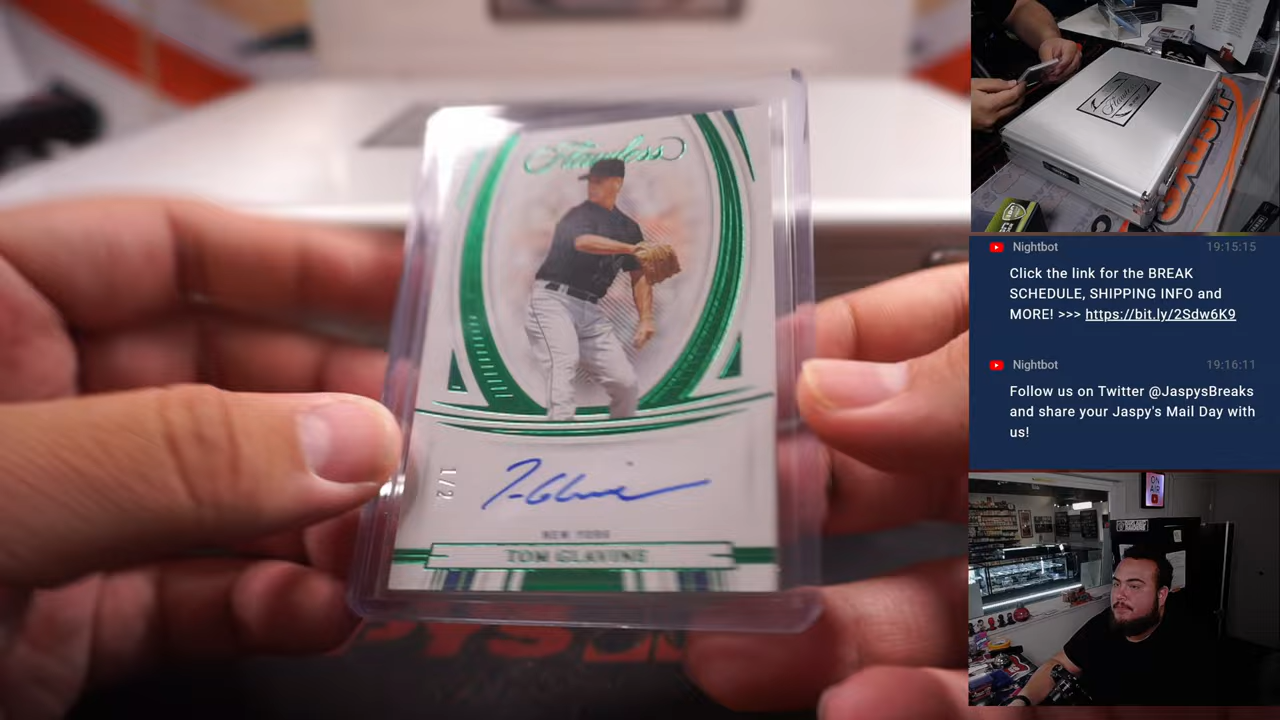 Flawless
1/2
NEW YORK
TOM GLAVINE
Nightbot 19:15:15
Click the link for the BREAK
SCHEDULE, SHIPPING INFO and
MORE! >>> https://bit.ly/2Sdw6K9
Nightbot 19:16:11
Follow us on Twitter @JaspysBreaks
and share your Jaspy's Mail Day with
us!
ON
AIR